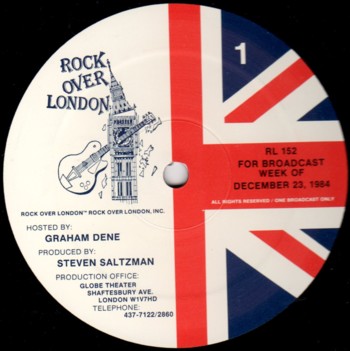 ROCK
OVER
LONDON
FOREVER
1
RL 152
FOR BROADCAST
WEEK OF
DECEMBER 23, 1984
ALL RIGHTS RESERVED / ONE BROADCAST ONLY
ROCK OVER LONDON™ ROCK OVER LONDON, INC.
HOSTED BY:
GRAHAM DENE
PRODUCED BY:
STEVEN SALTZMAN
PRODUCTION OFFICE:
GLOBE THEATER
SHAFTESBURY AVE.
LONDON W1V7HD
TELEPHONE:
437-7122/2860